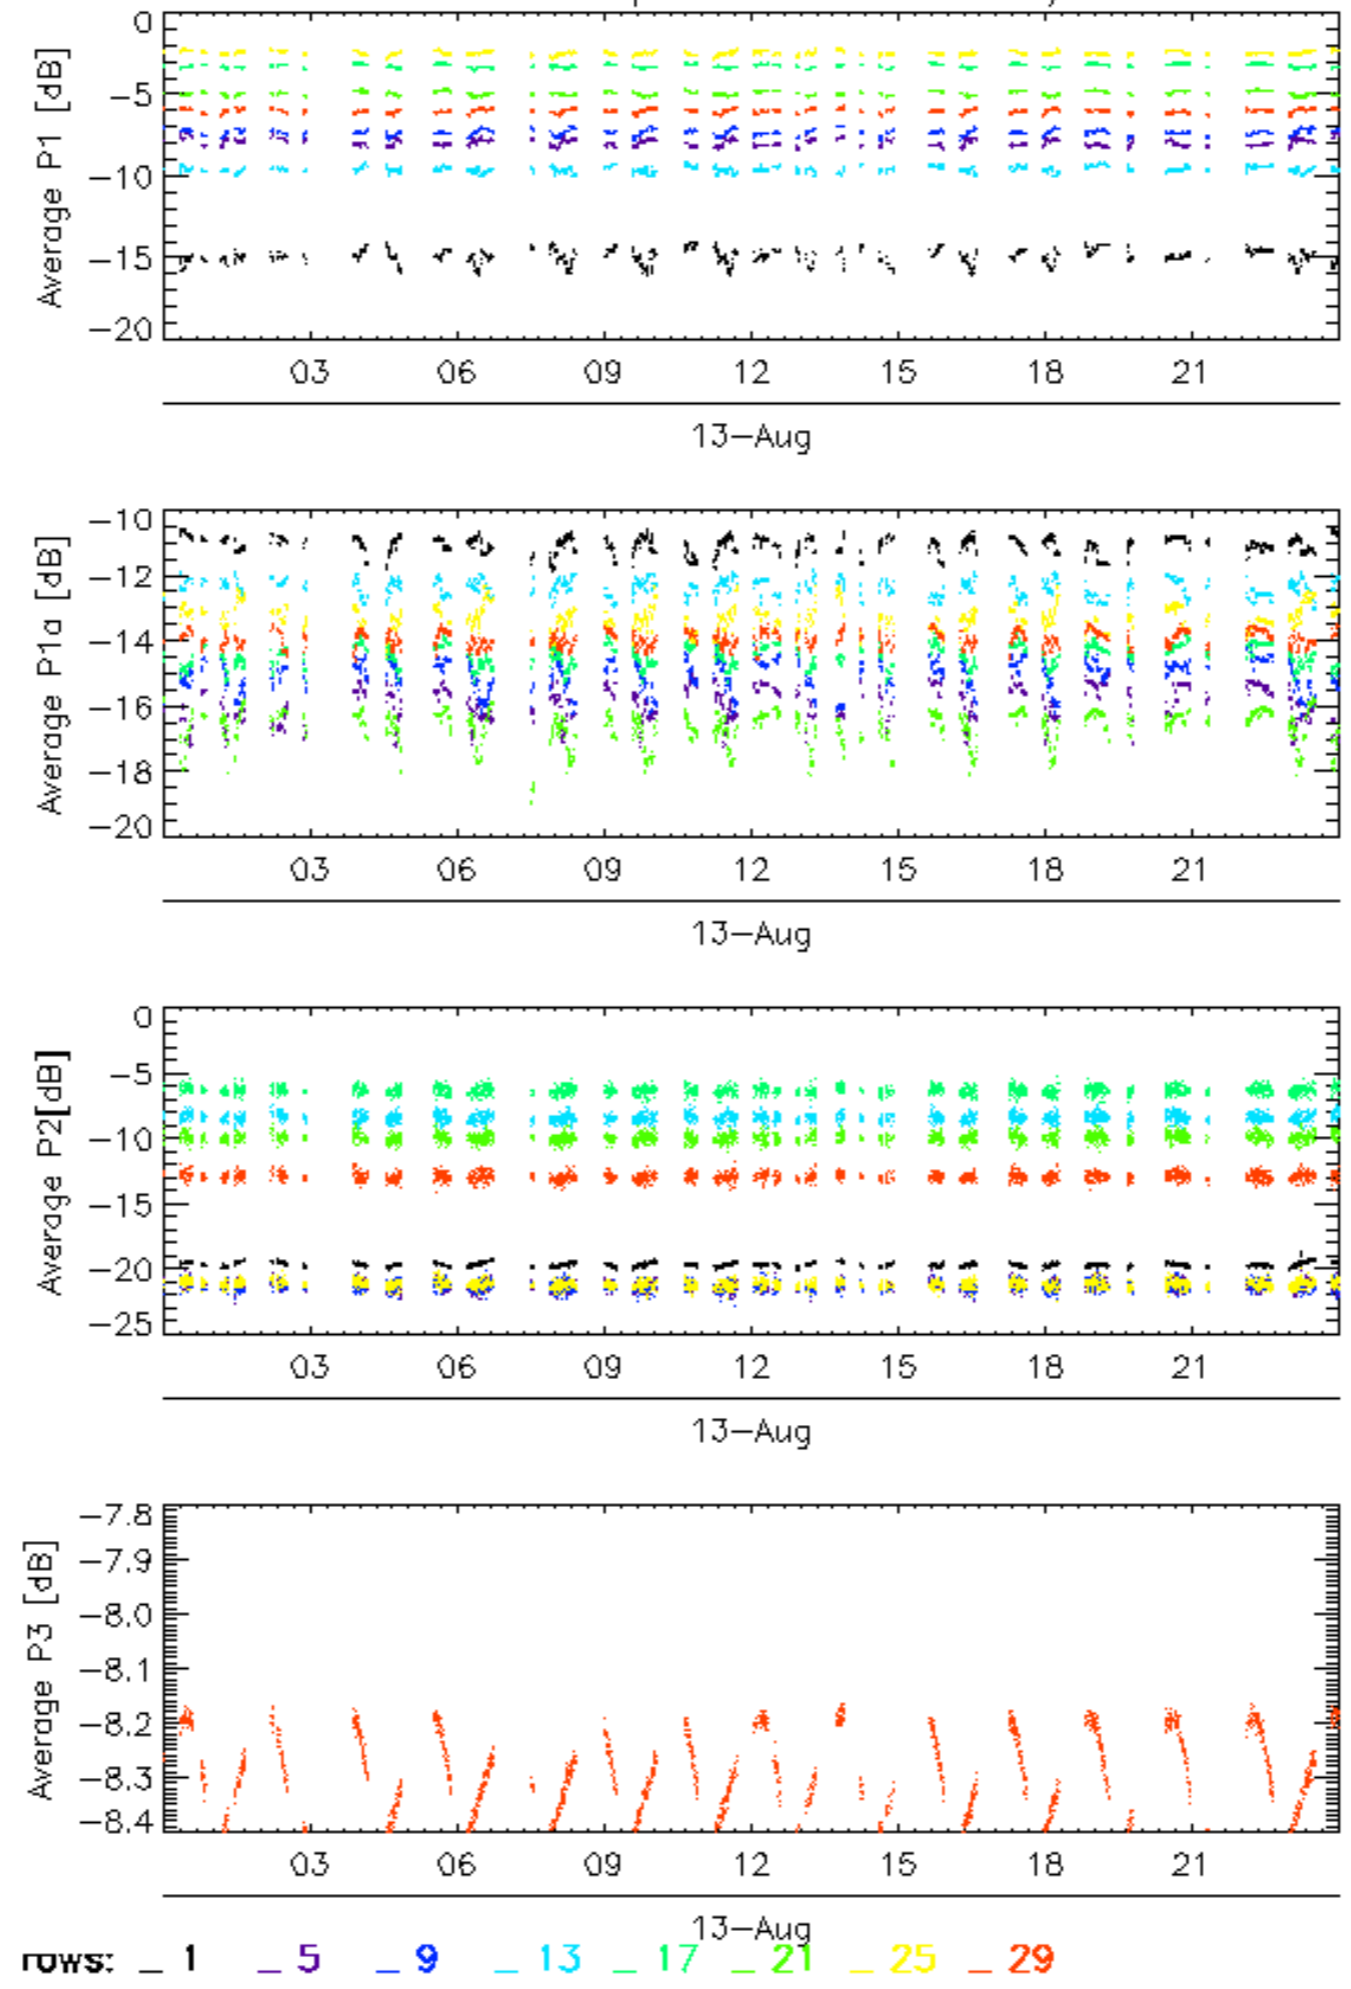 Average P1 [dB]
0
−5
−10
−15
−20
03 06 09 12 15 18 21
13−Aug
Average P1a [dB]
−10
−12
−14
−16
−18
−20
03 06 09 12 15 18 21
13−Aug
Average P2[dB]
0
−5
−10
−15
−20
−25
03 06 09 12 15 18 21
13−Aug
Average P3 [dB]
−7.8
−7.9
−8.0
−8.1
−8.2
−8.3
−8.4
03 06 09 12 15 18 21
13−Aug
rows: _ 1 _ 5 _ 9 _ 13 _ 17 _ 21 _ 25 _ 29